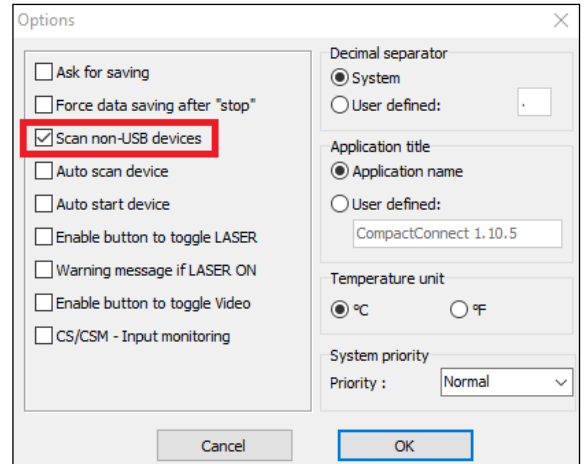 Options
Ask for saving
Force data saving after "stop"
Scan non-USB devices
Auto scan device
Auto start device
Enable button to toggle LASER
Warning message if LASER ON
Enable button to toggle Video
CS/CSM - Input monitoring
Decimal separator
System
User defined: .
Application title
Application name
User defined:
CompactConnect 1.10.5
Temperature unit
°C °F
System priority
Priority : Normal
Cancel OK